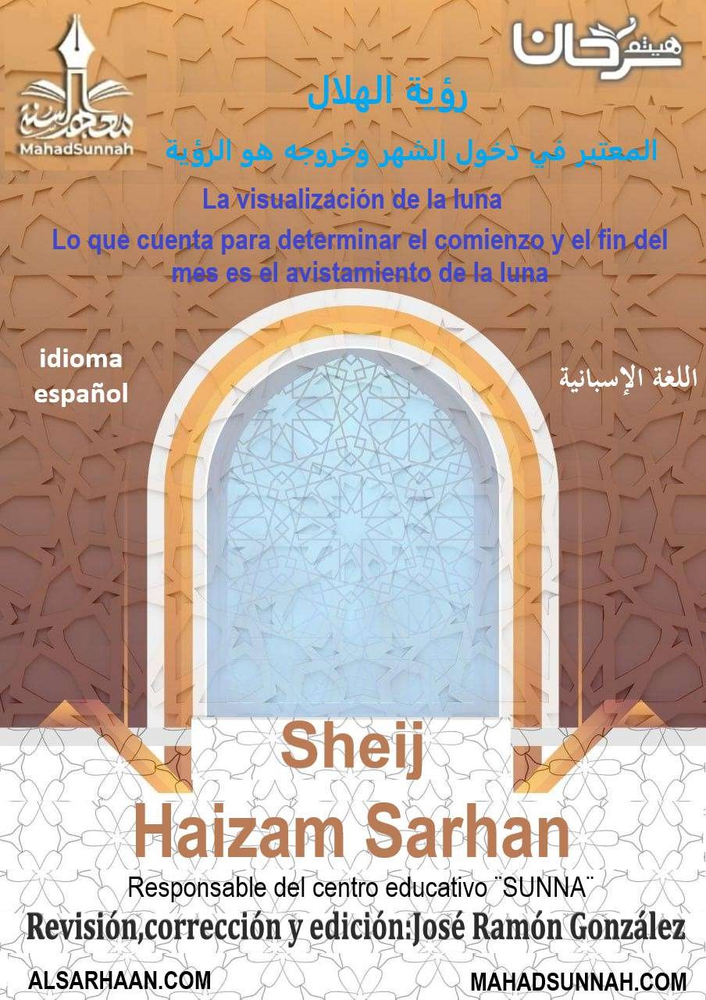 معهد السنة
MahadSunnah
هيثم سرحان
رؤية الهلال
المعتبر في دخول الشهر وخروجه هو الرؤية
La visualización de la luna
Lo que cuenta para determinar el comienzo y el fin del
mes es el avistamiento de la luna
idioma
español
اللغة الإسبانية
Sheij
Haizam Sarhan
Responsable del centro educativo ¨SUNNA¨
Revisión,corrección y edición:José Ramón González
ALSARHAAN.COM
MAHADSUNNAH.COM